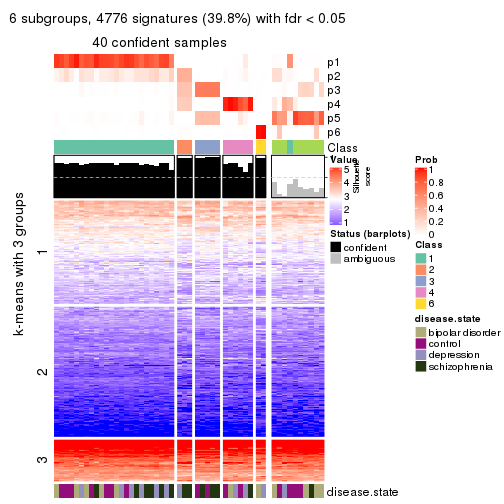 6 subgroups, 4776 signatures (39.8%) with fdr < 0.05
40 confident samples
p1
p2
p3
p4
p5
p6
Class
Silhouette score
k-means with 3 groups
1
2
3
disease.state
Value
5
4
3
2
1
Status (barplots)
confident
ambiguous
Prob
0.8
0.6
0.4
0.2
0
Class
1
2
3
4
6
disease.state
bipolar disorder
control
depression
schizophrenia